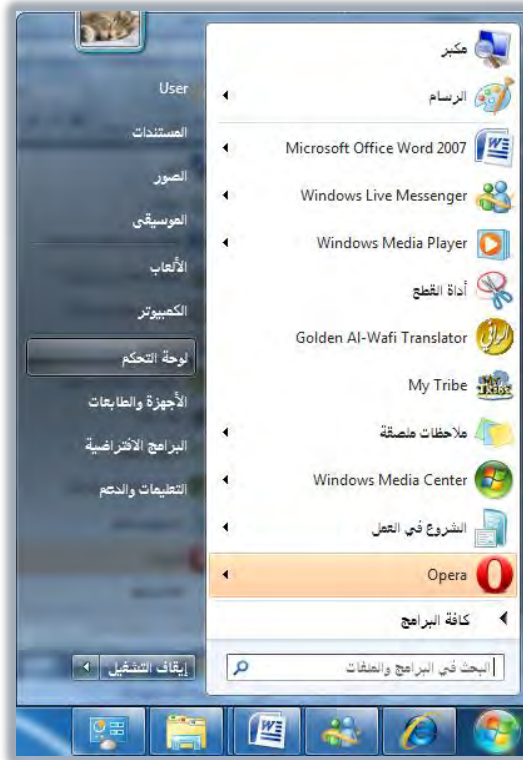 مكبر
الرسام
Microsoft Office Word 2007
Windows Live Messenger
Windows Media Player
أداة القطع
Golden Al-Wafi Translator
My Tribe
ملاحظات ملصقة
Windows Media Center
الشروع في العمل
Opera
كافة البرامج
البحث في البرامج والملفات
User
المستندات
الصور
الموسيقى
الألعاب
الكمبيوتر
لوحة التحكم
الأجهزة والطابعات
البرامج الافتراضية
التعليمات والدعم
إيقاف التشغيل